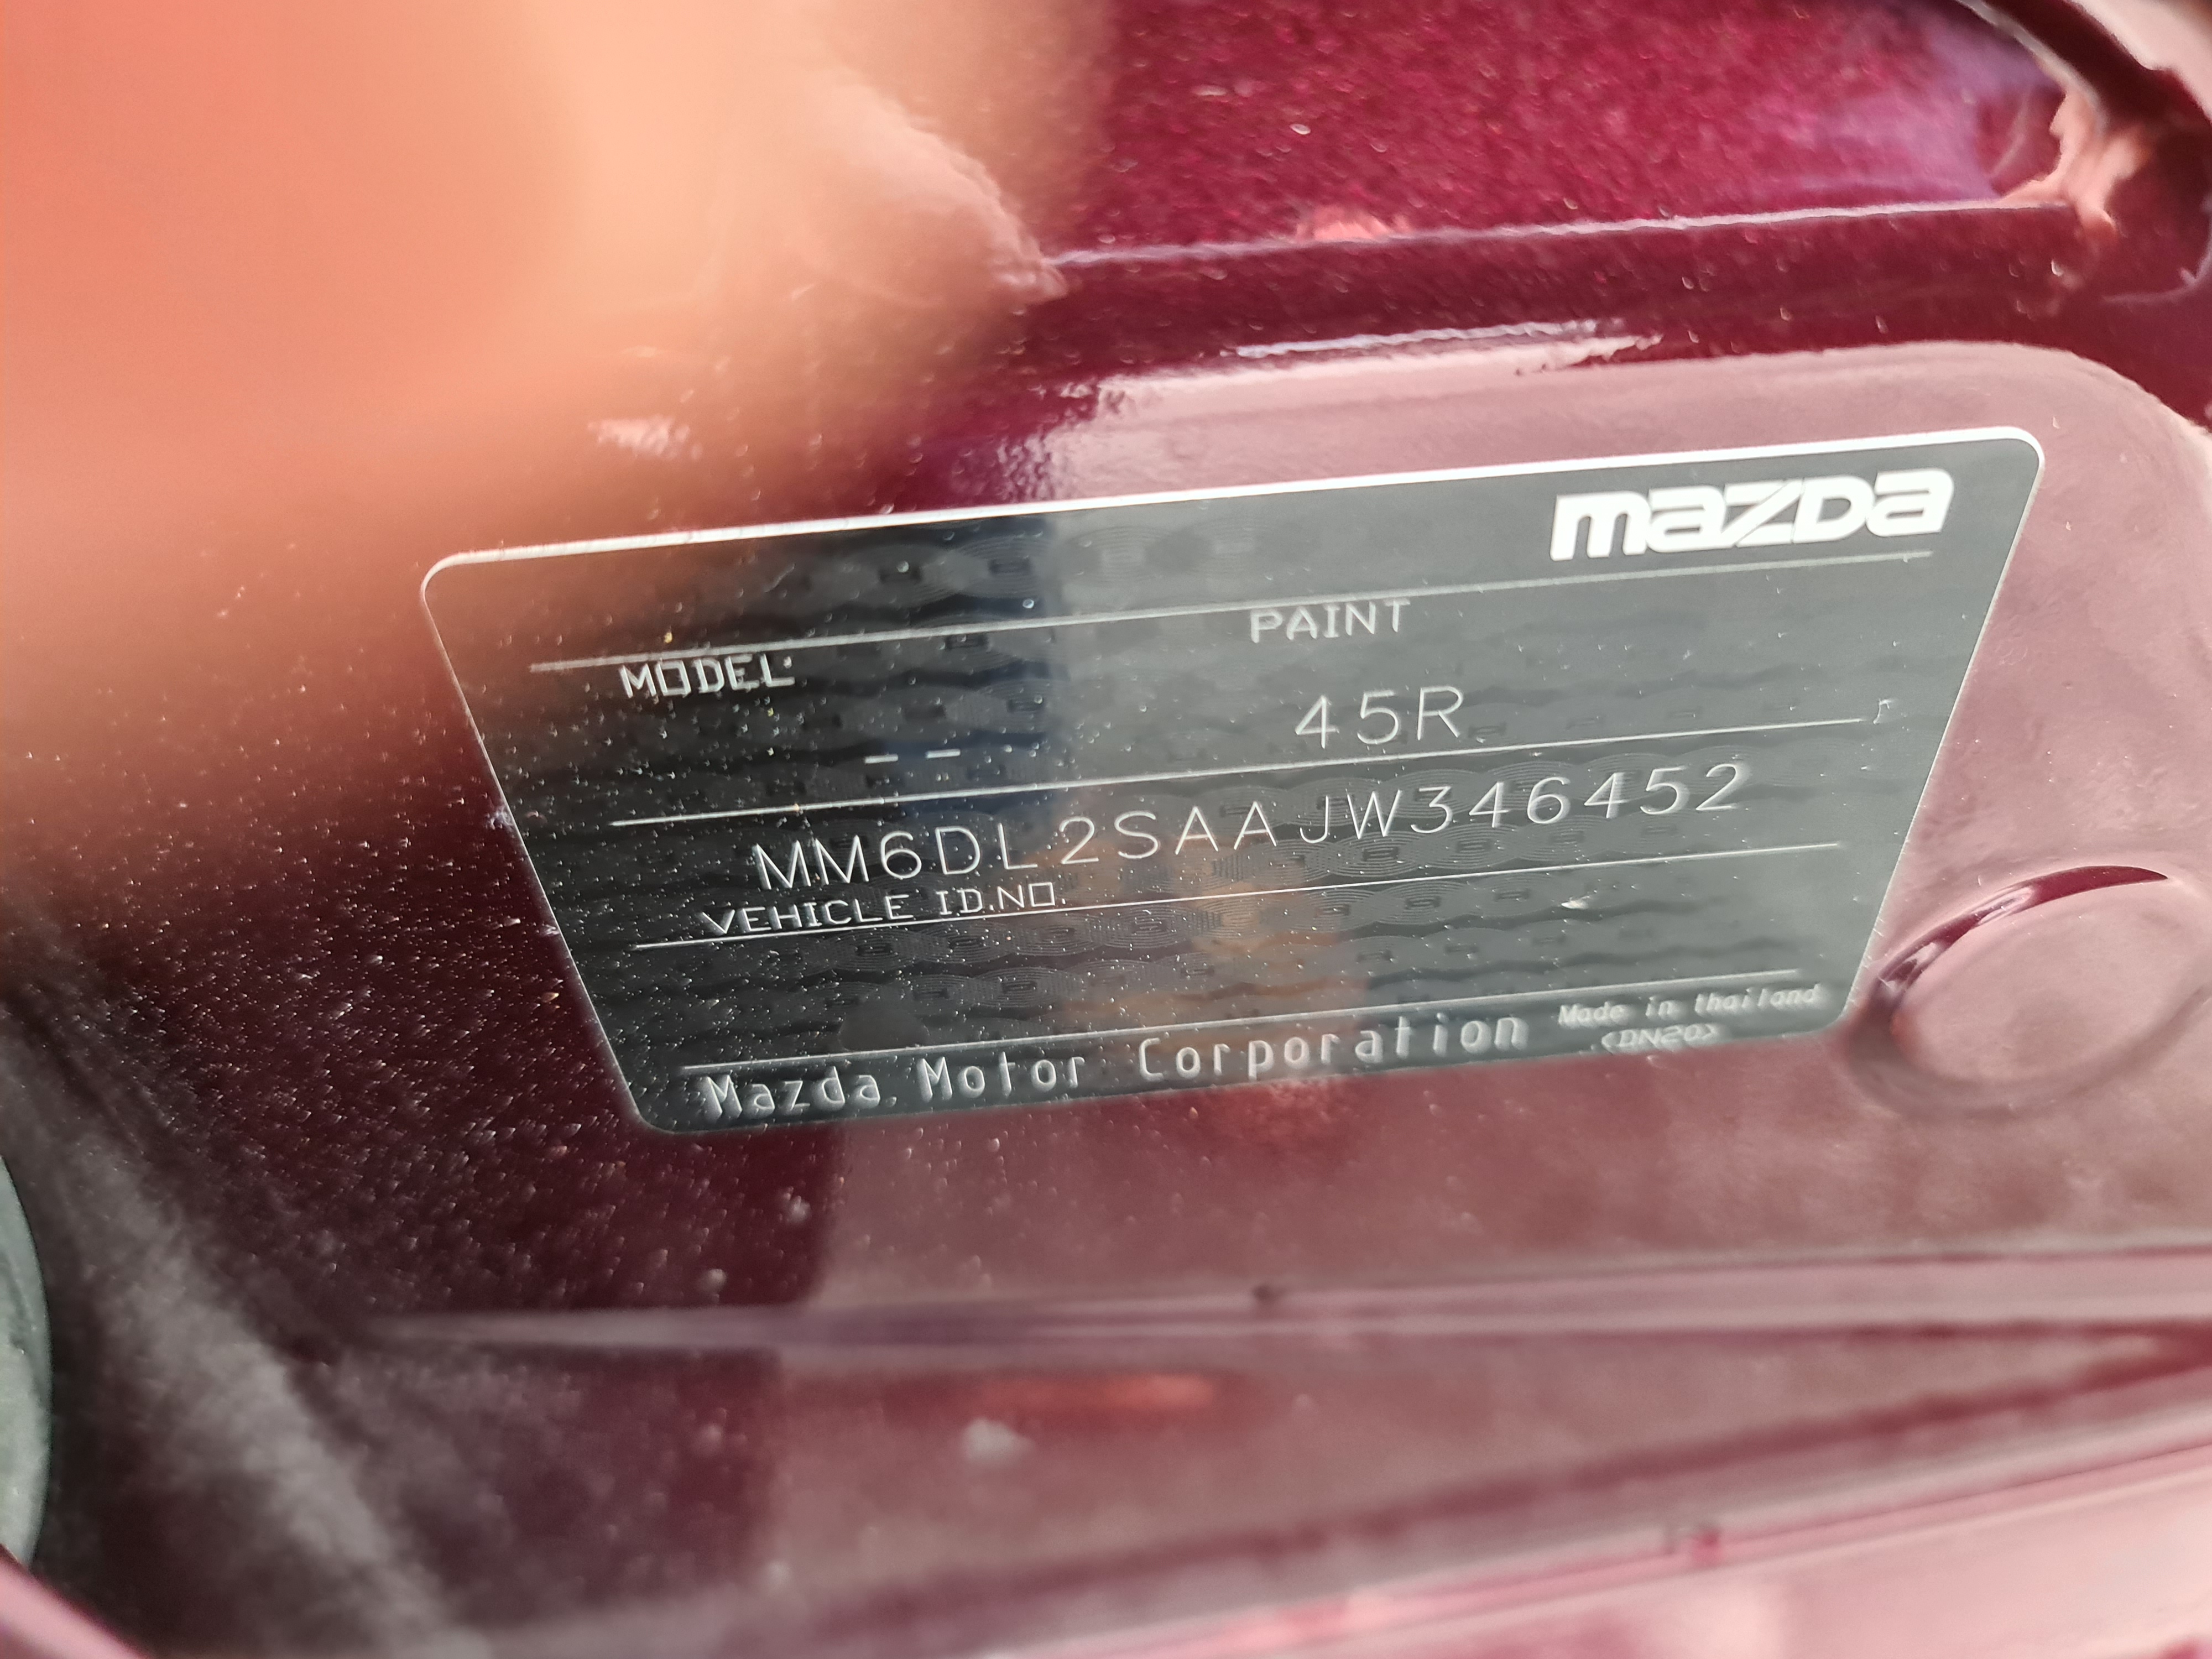 mazda
MODEL PAINT
- - 45R
MM6DL2SAAJW346452
VEHICLE ID.NO.
Mazda Motor Corporation Made in thailand
<DN20>